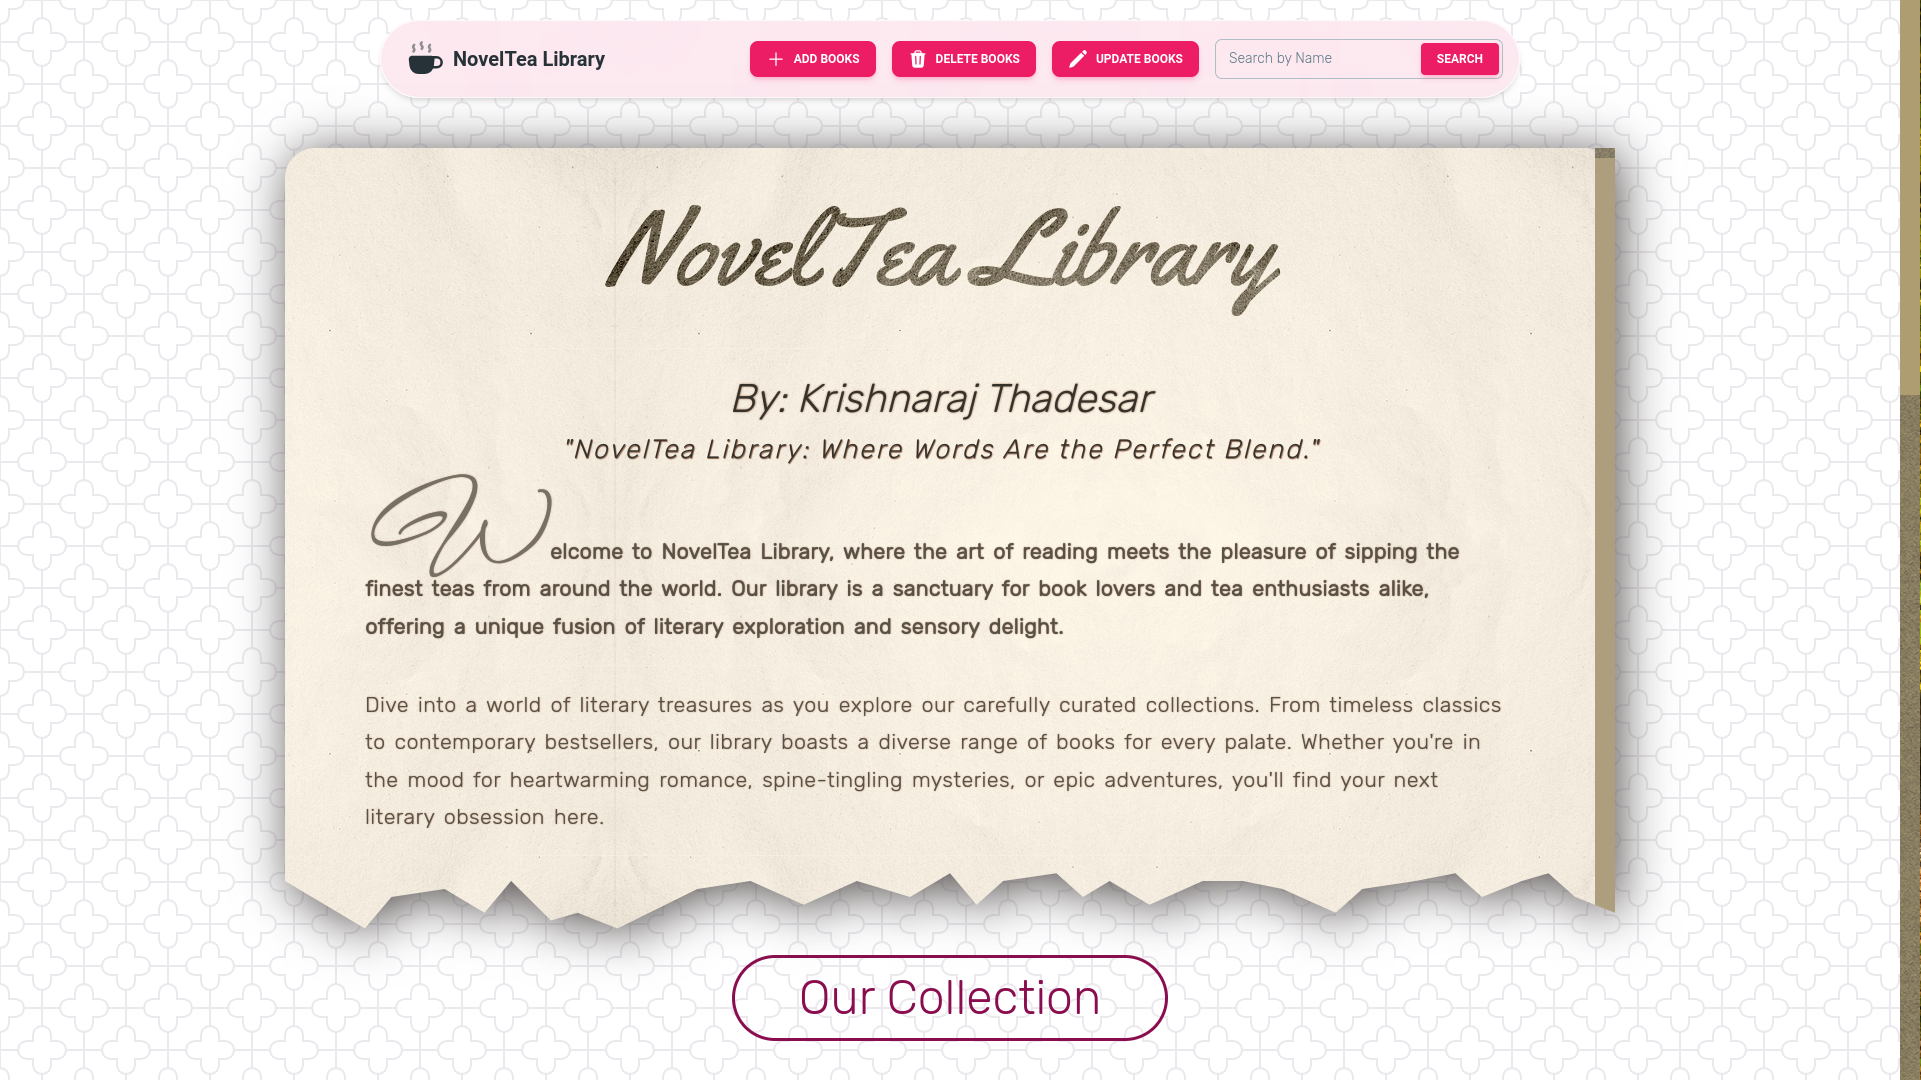 NovelTea Library
ADD BOOKS
DELETE BOOKS
UPDATE BOOKS
Search by Name
SEARCH
NovelTea Library
By: Krishnaraj Thadesar
"NovelTea Library: Where Words Are the Perfect Blend."
Welcome to NovelTea Library, where the art of reading meets the pleasure of sipping the
finest teas from around the world. Our library is a sanctuary for book lovers and tea enthusiasts alike,
offering a unique fusion of literary exploration and sensory delight.
Dive into a world of literary treasures as you explore our carefully curated collections. From timeless classics
to contemporary bestsellers, our library boasts a diverse range of books for every palate. Whether you're in
the mood for heartwarming romance, spine-tingling mysteries, or epic adventures, you'll find your next
literary obsession here.
Our Collection